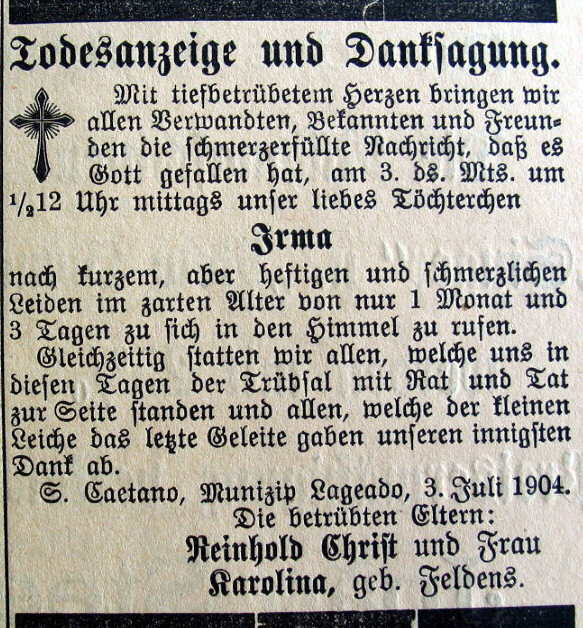 Todesanzeige und Danksagung.
Mit tiefbetrübetem Herzen bringen wir
allen Verwandten, Bekannten und Freun-
den die schmerzerfüllte Nachricht, daß es
Gott gefallen hat, am 3. ds. Mts. um
1/212 Uhr mittags unser liebes Töchterchen
Irma
nach kurzem, aber heftigen und schmerzlichen
Leiden im zarten Alter von nur 1 Monat und
3 Tagen zu sich in den Himmel zu rufen.
Gleichzeitig statten wir allen, welche uns in
diesen Tagen der Trübsal mit Rat und Tat
zur Seite standen und allen, welche der kleinen
Leiche das letzte Geleite gaben unseren innigsten
Dank ab.
S. Caetano, Munizip Lageado, 3. Juli 1904.
Die betrübten Eltern:
Reinhold Christ und Frau
Karolina, geb. Feldens.